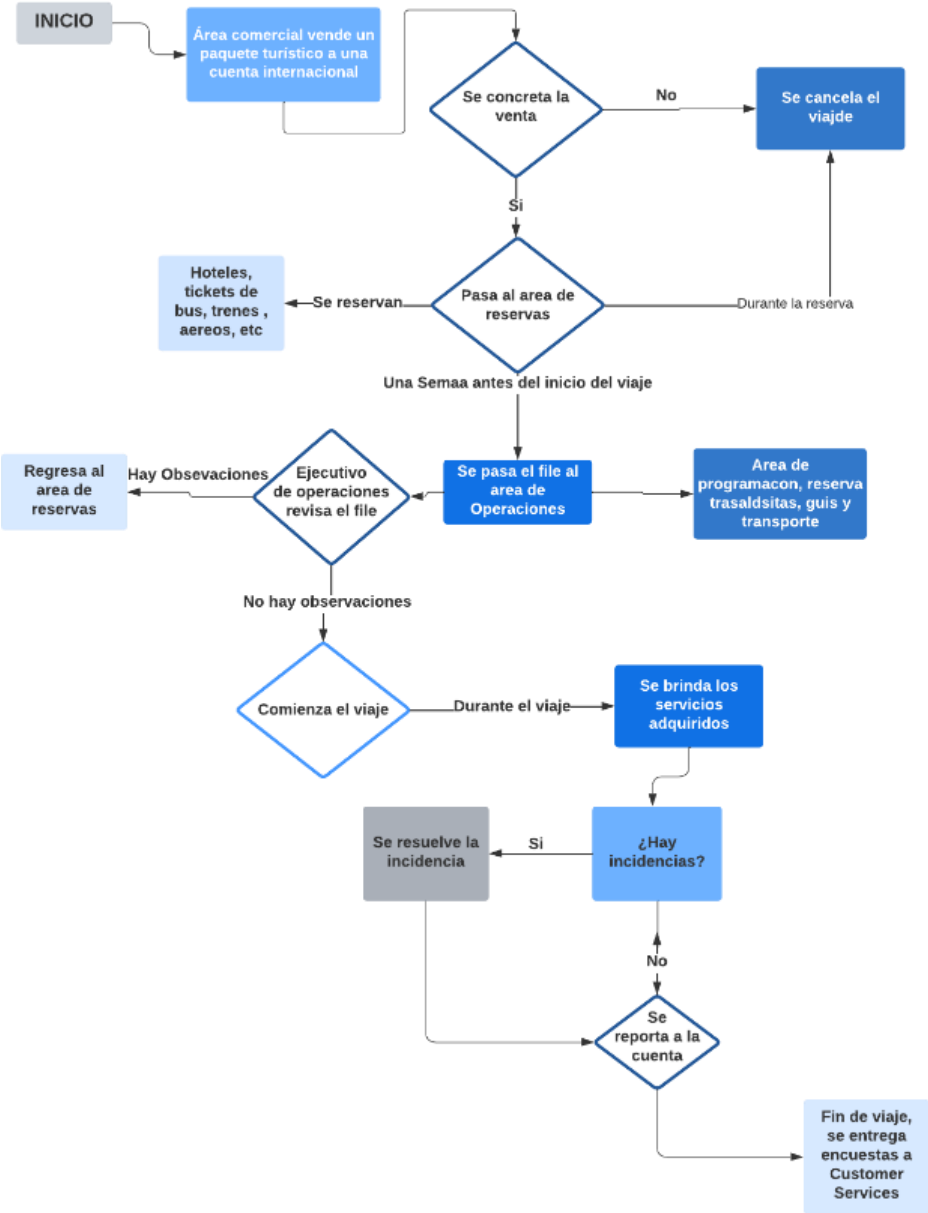 INICIO
Área comercial vende un
paquete turístico a una
cuenta internacional
Se concreta la
venta
No
Se cancela el
viajde
Si
Hoteles,
tickets de
bus, trenes ,
aereos, etc
Se reservan
Pasa al area de
reservas
Durante la reserva
Una Semaa antes del inicio del viaje
Regresa al
area de
reservas
Hay Obsevaciones
Ejecutivo
de operaciones
revisa el file
Se pasa el file al
area de
Operaciones
Area de
programacon, reserva
trasaldsitas, guis y
transporte
No hay observaciones
Comienza el viaje
Durante el viaje
Se brinda los
servicios
adquiridos
Se resuelve la
incidencia
Si
¿Hay
incidencias?
No
Se
reporta a la
cuenta
Fin de viaje,
se entrega
encuestas a
Customer
Services